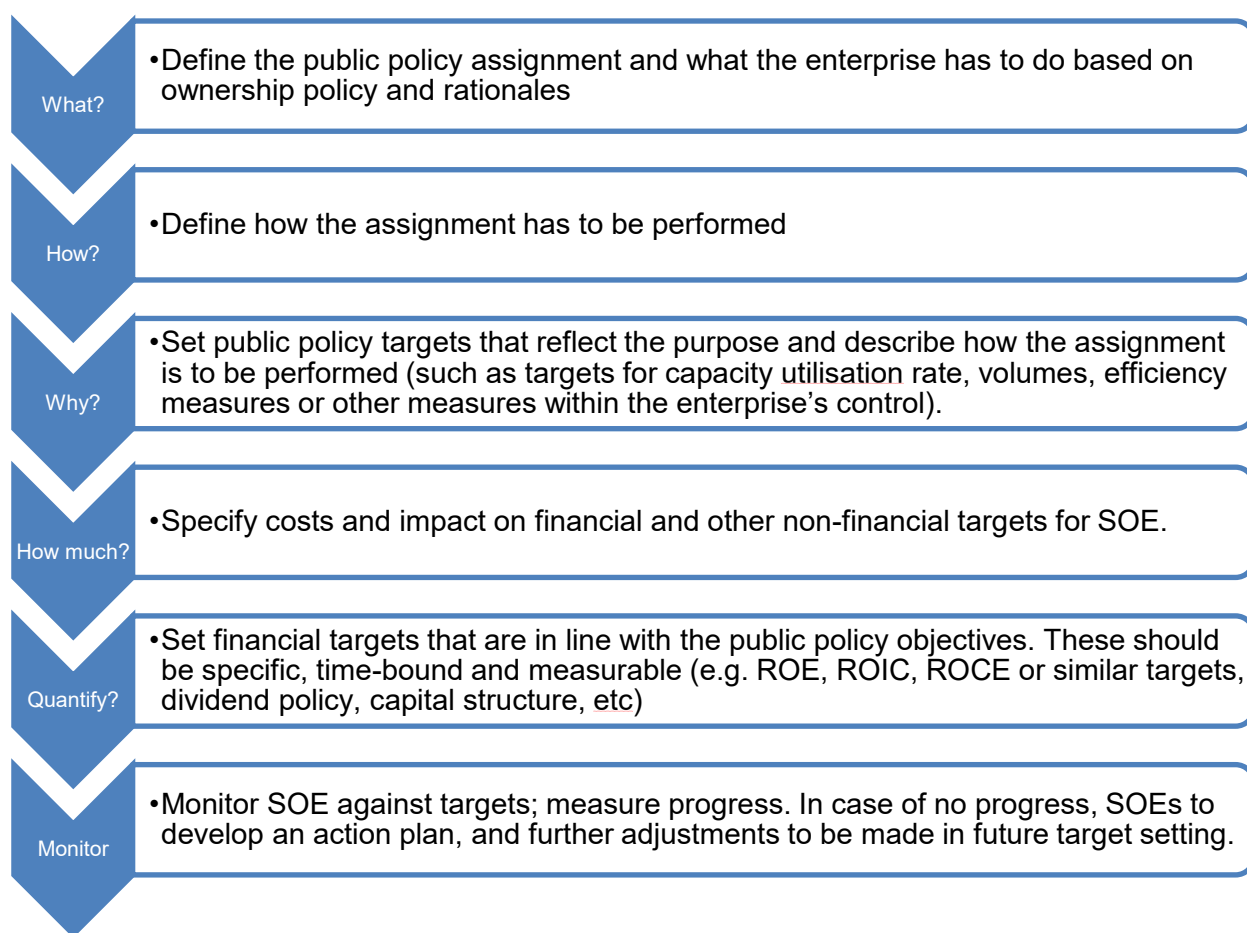 What?
•Define the public policy assignment and what the enterprise has to do based on
ownership policy and rationales
How?
•Define how the assignment has to be performed
Why?
•Set public policy targets that reflect the purpose and describe how the assignment
is to be performed (such as targets for capacity utilisation rate, volumes, efficiency
measures or other measures within the enterprise’s control).
How much?
•Specify costs and impact on financial and other non-financial targets for SOE.
Quantify?
•Set financial targets that are in line with the public policy objectives. These should
be specific, time-bound and measurable (e.g. ROE, ROIC, ROCE or similar targets,
dividend policy, capital structure, etc)
Monitor
•Monitor SOE against targets; measure progress. In case of no progress, SOEs to
develop an action plan, and further adjustments to be made in future target setting.